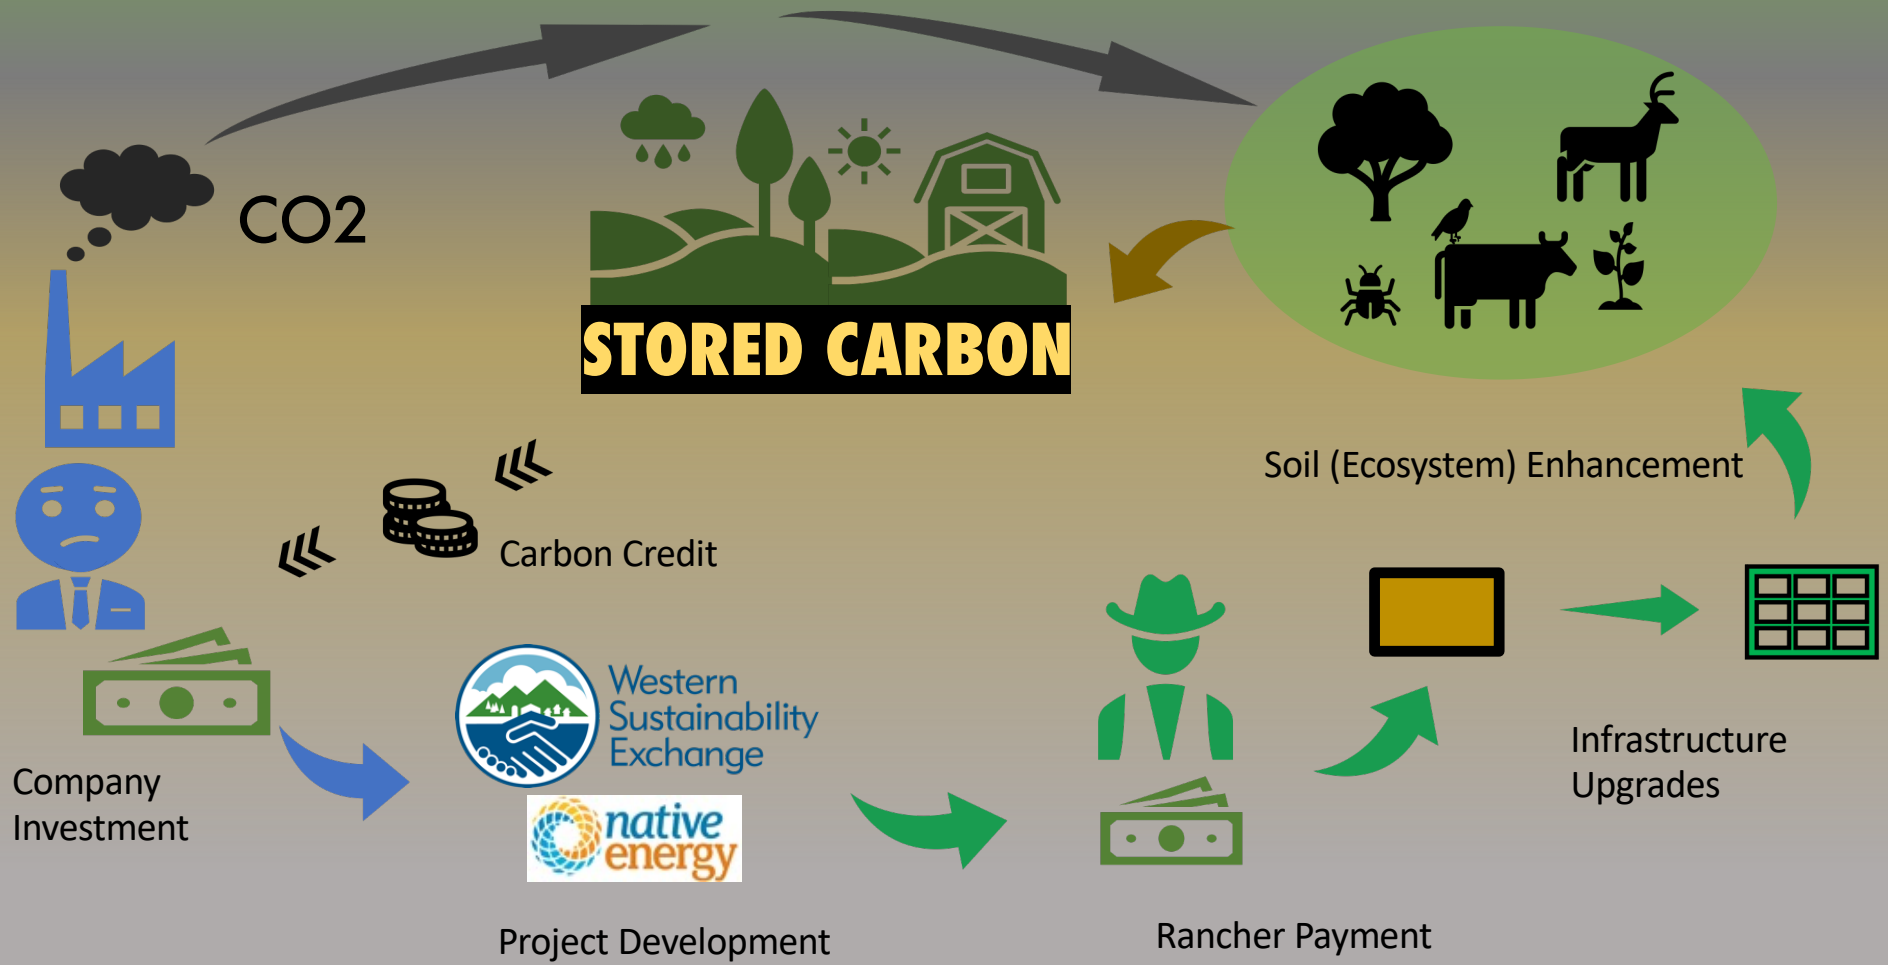 CO2
STORED CARBON
Soil (Ecosystem) Enhancement
Carbon Credit
Western
Sustainability
Exchange
Infrastructure
Upgrades
Company
Investment
native
energy
Project Development
Rancher Payment